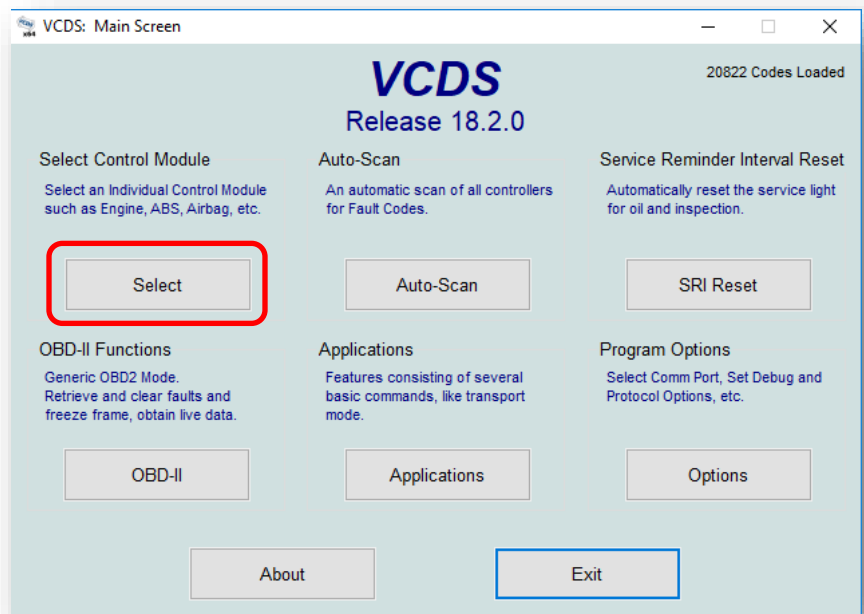 VCDS: Main Screen
VCDS
20822 Codes Loaded
Release 18.2.0
Select Control Module
Select an Individual Control Module
such as Engine, ABS, Airbag, etc.
Select
Auto-Scan
An automatic scan of all controllers
for Fault Codes.
Auto-Scan
Service Reminder Interval Reset
Automatically reset the service light
for oil and inspection.
SRI Reset
OBD-II Functions
Generic OBD2 Mode.
Retrieve and clear faults and
freeze frame, obtain live data.
OBD-II
Applications
Features consisting of several
basic commands, like transport
mode.
Applications
Program Options
Select Comm Port, Set Debug and
Protocol Options, etc.
Options
About
Exit